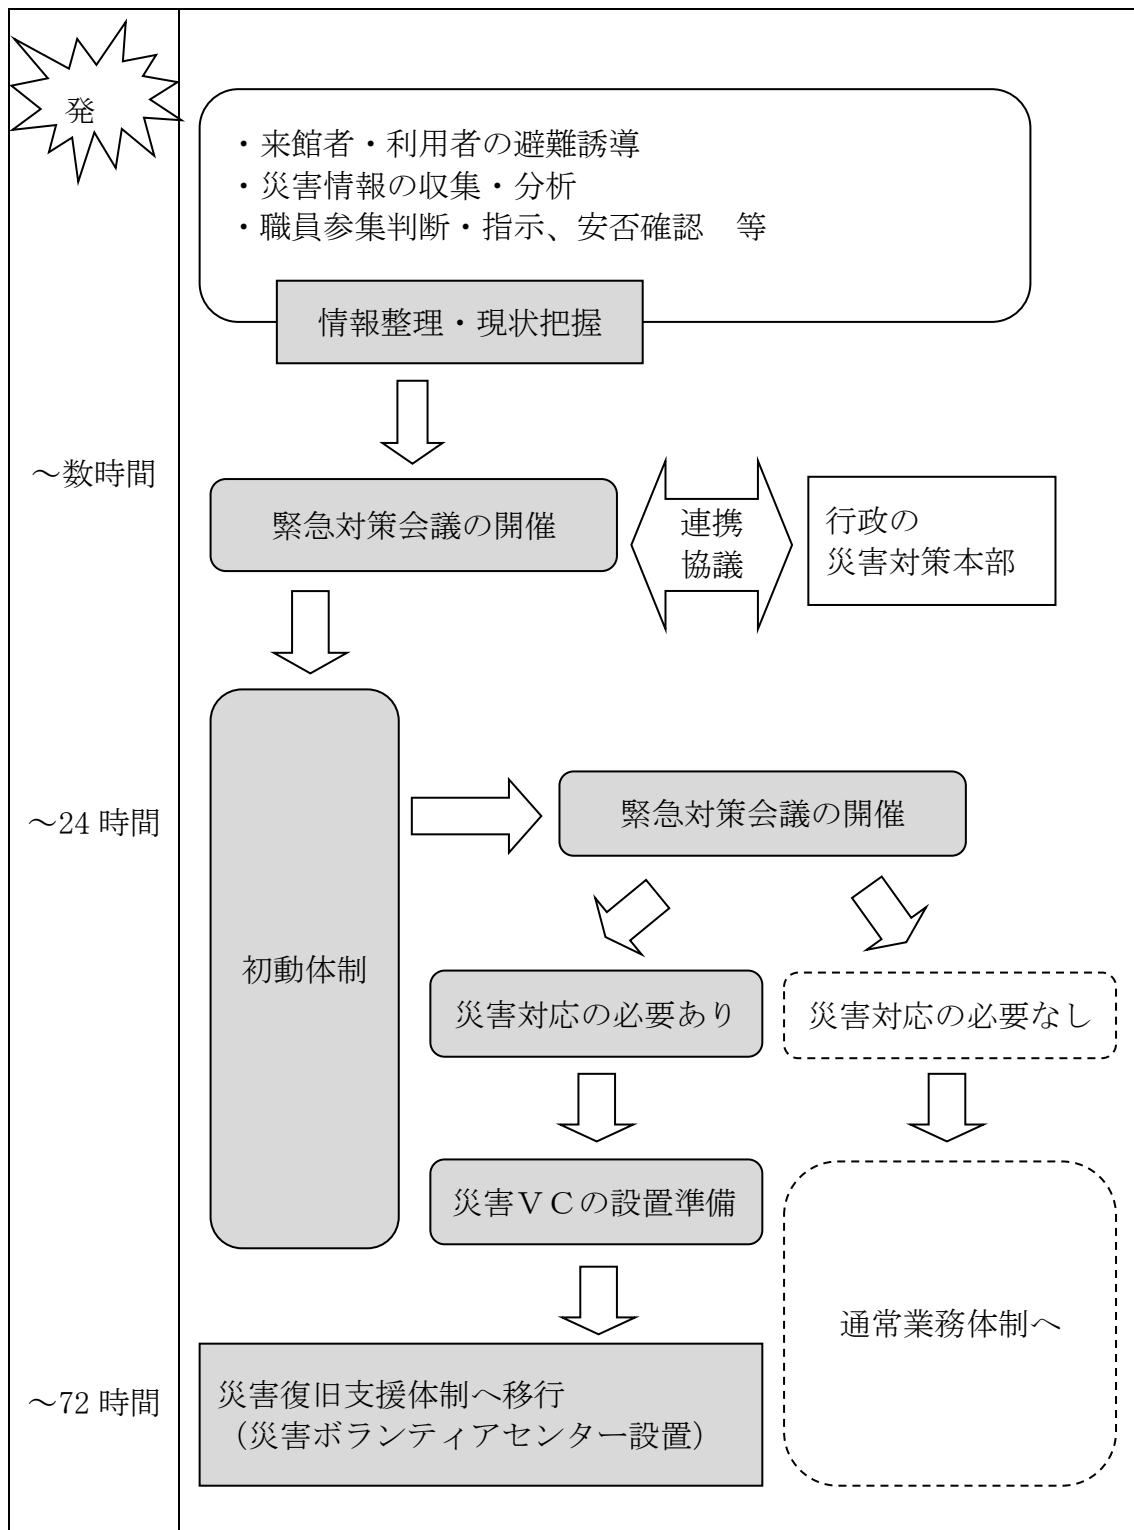 発
・来館者・利用者の避難誘導
・災害情報の収集・分析
・職員参集判断・指示、安否確認　等
情報整理・現状把握
～数時間
緊急対策会議の開催
連携
協議
行政の
災害対策本部
～24 時間
緊急対策会議の開催
初動体制
災害対応の必要あり
災害対応の必要なし
災害ＶＣの設置準備
通常業務体制へ
～72 時間
災害復旧支援体制へ移行
（災害ボランティアセンター設置）